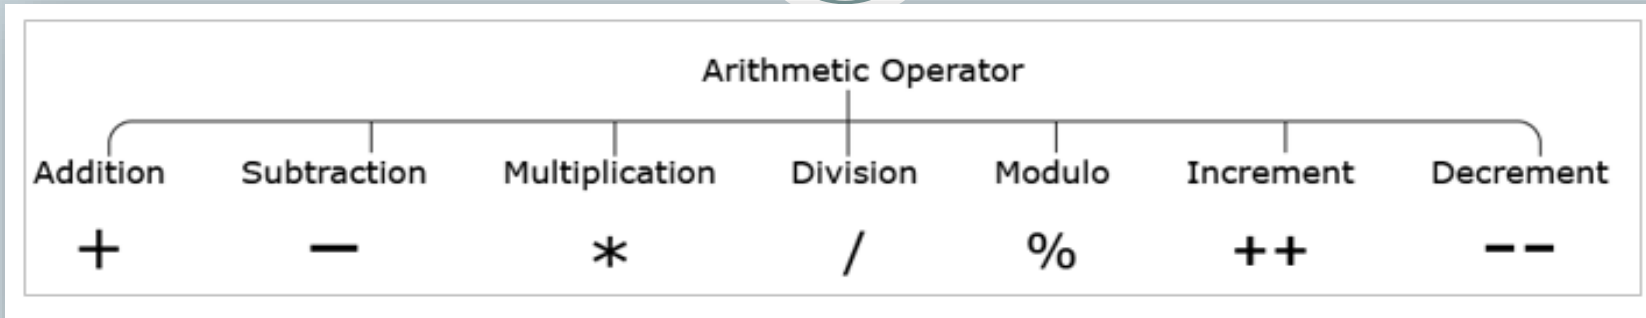 Arithmetic Operator
Addition Subtraction Multiplication Division Modulo Increment Decrement
+ − * / % ++ −−